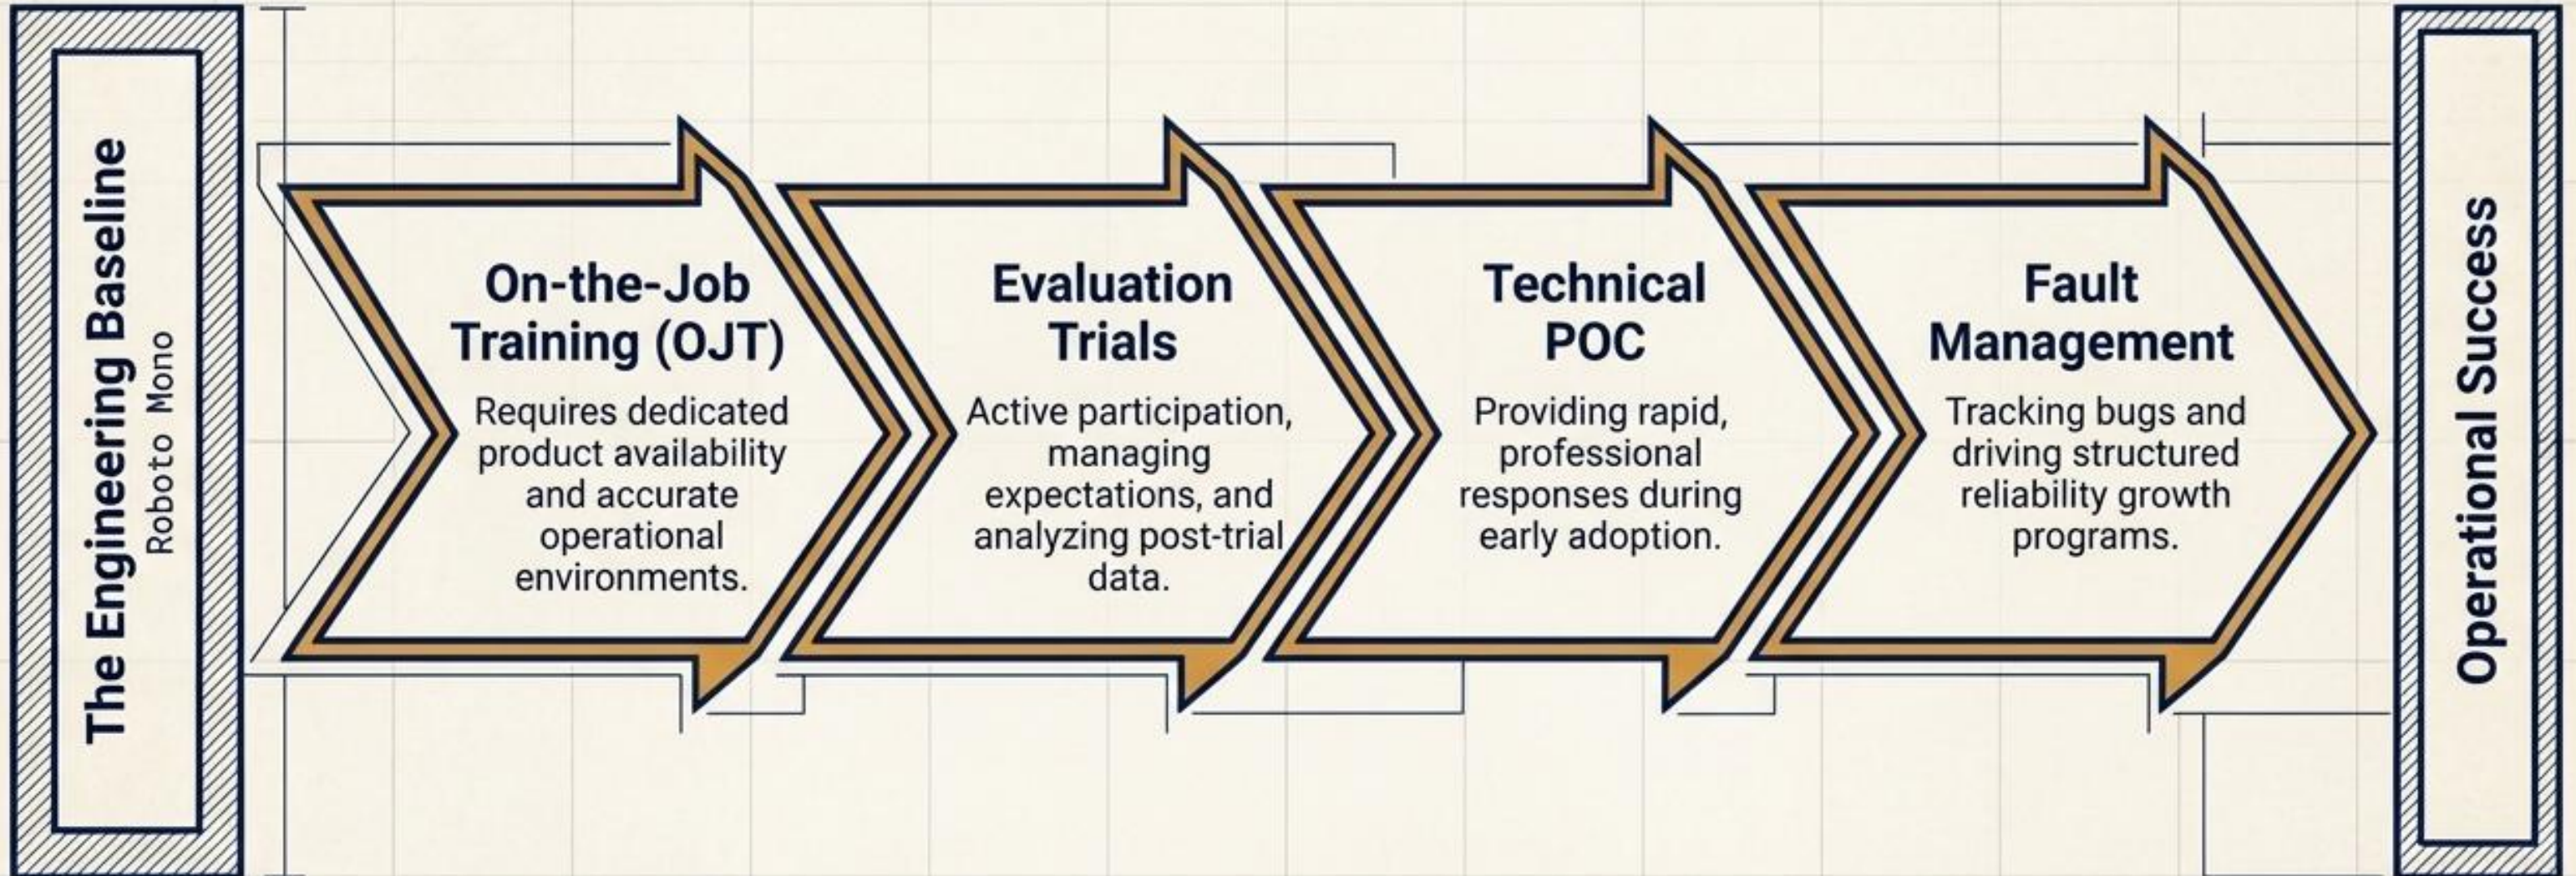 The Engineering Baseline
Roboto Mono
On-the-Job
Training (OJT)
Requires dedicated
product availability
and accurate
operational
environments.
Evaluation
Trials
Active participation,
managing
expectations, and
analyzing post-trial
data.
Technical
POC
Providing rapid,
professional
responses during
early adoption.
Fault
Management
Tracking bugs and
driving structured
reliability growth
programs.
Operational Success